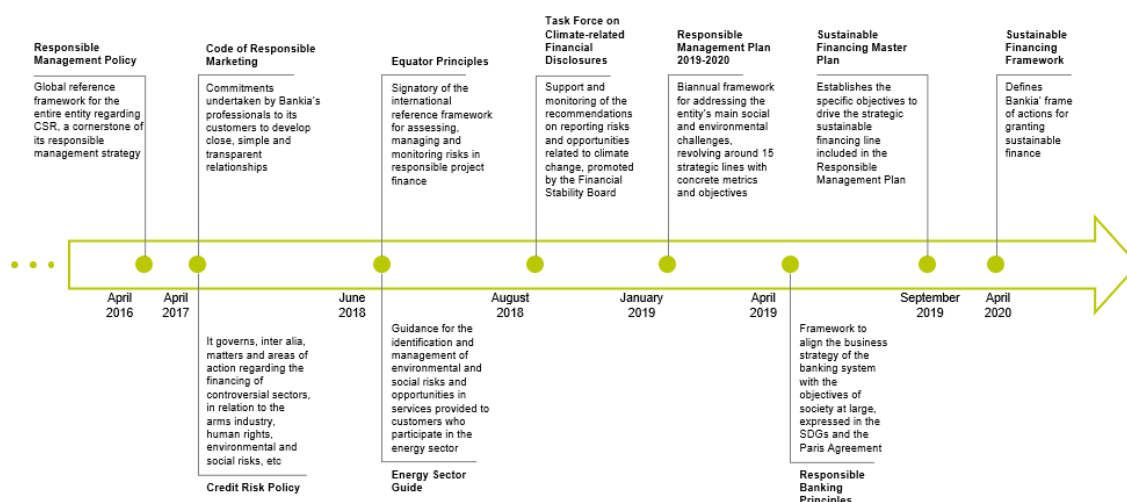 Responsible
Management Policy
Global reference
framework for the
entire entity regarding
CSR, a cornerstone of
its responsible
management strategy
Code of Responsible
Marketing
Commitments
undertaken by Bankia's
professionals to its
customers to develop
close, simple and
transparent
relationships
Equator Principles
Signatory of the
international
reference framework
for assessing,
managing and
monitoring risks in
responsible project
finance
Task Force on
Climate-related
Financial
Disclosures
Support and
monitoring of the
recommendations
on reporting risks
and opportunities
related to climate
change, promoted
by the Financial
Stability Board
Responsible
Management Plan
2019-2020
Biannual framework
for addressing the
entity's main social
and environmental
challenges,
revolving around 15
strategic lines with
concrete metrics
and objectives
Sustainable
Financing Master
Plan
Establishes the
specific objectives to
drive the strategic
sustainable
financing line
included in the
Responsible
Management Plan
Sustainable
Financing
Framework
Defines
Bankia' frame
of actions for
granting
sustainable
finance
April
2016
April
2017
June
2018
August
2018
January
2019
April
2019
September
2019
April
2020
It governs, inter alia,
matters and areas of
action regarding the
financing of
controversial sectors,
in relation to the
arms industry,
human rights,
environmental and
social risks, etc
Credit Risk Policy
Guidance for the
identification and
management of
environmental and
social risks and
opportunities in
services provided to
customers who
participate in the
energy sector
Energy Sector
Guide
Framework to
align the business
strategy of the
banking system
with the
objectives of
society at large,
expressed in the
SDGs and the
Paris Agreement
Responsible
Banking
Principles